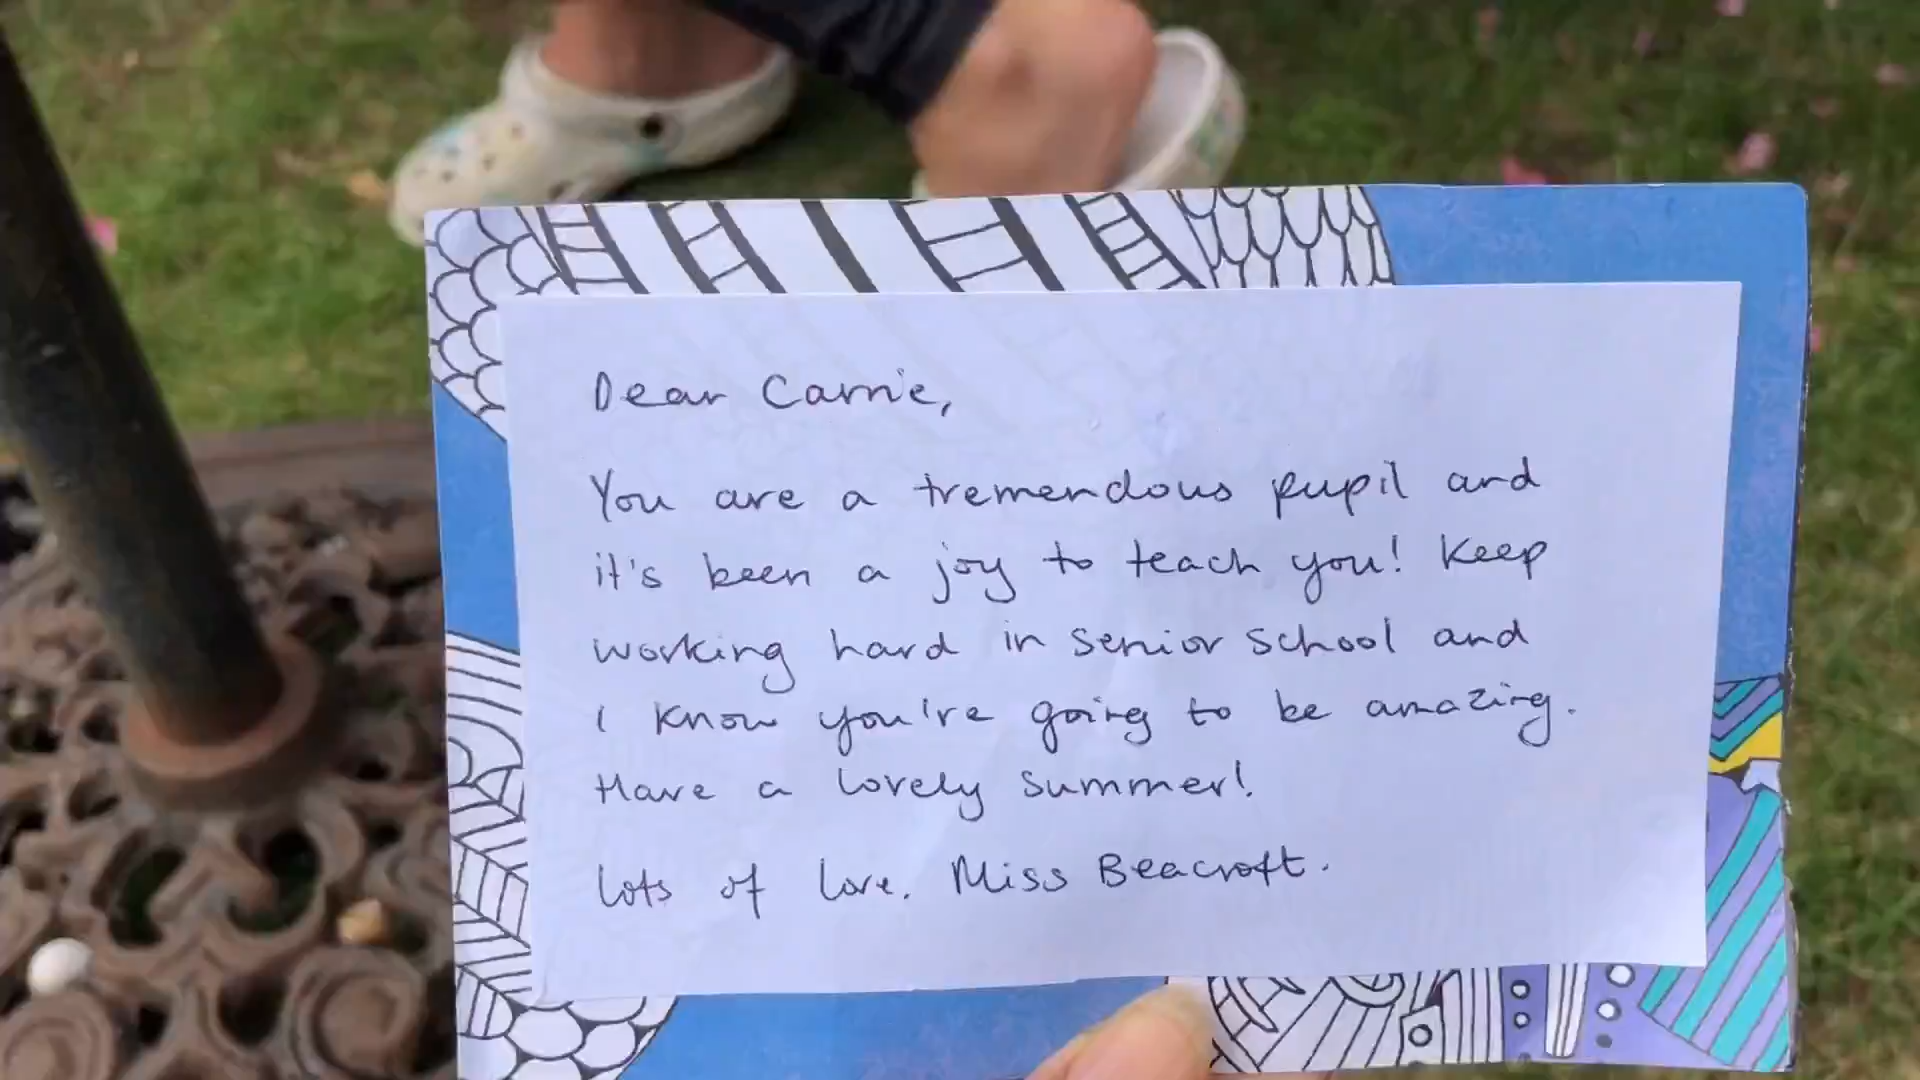 Dear Carrie,
You are a tremendous pupil and
it's been a joy to teach you! Keep
working hard in senior school and
I know you're going to be amazing.
Have a lovely summer!
Lots of love. Miss Beacroft.